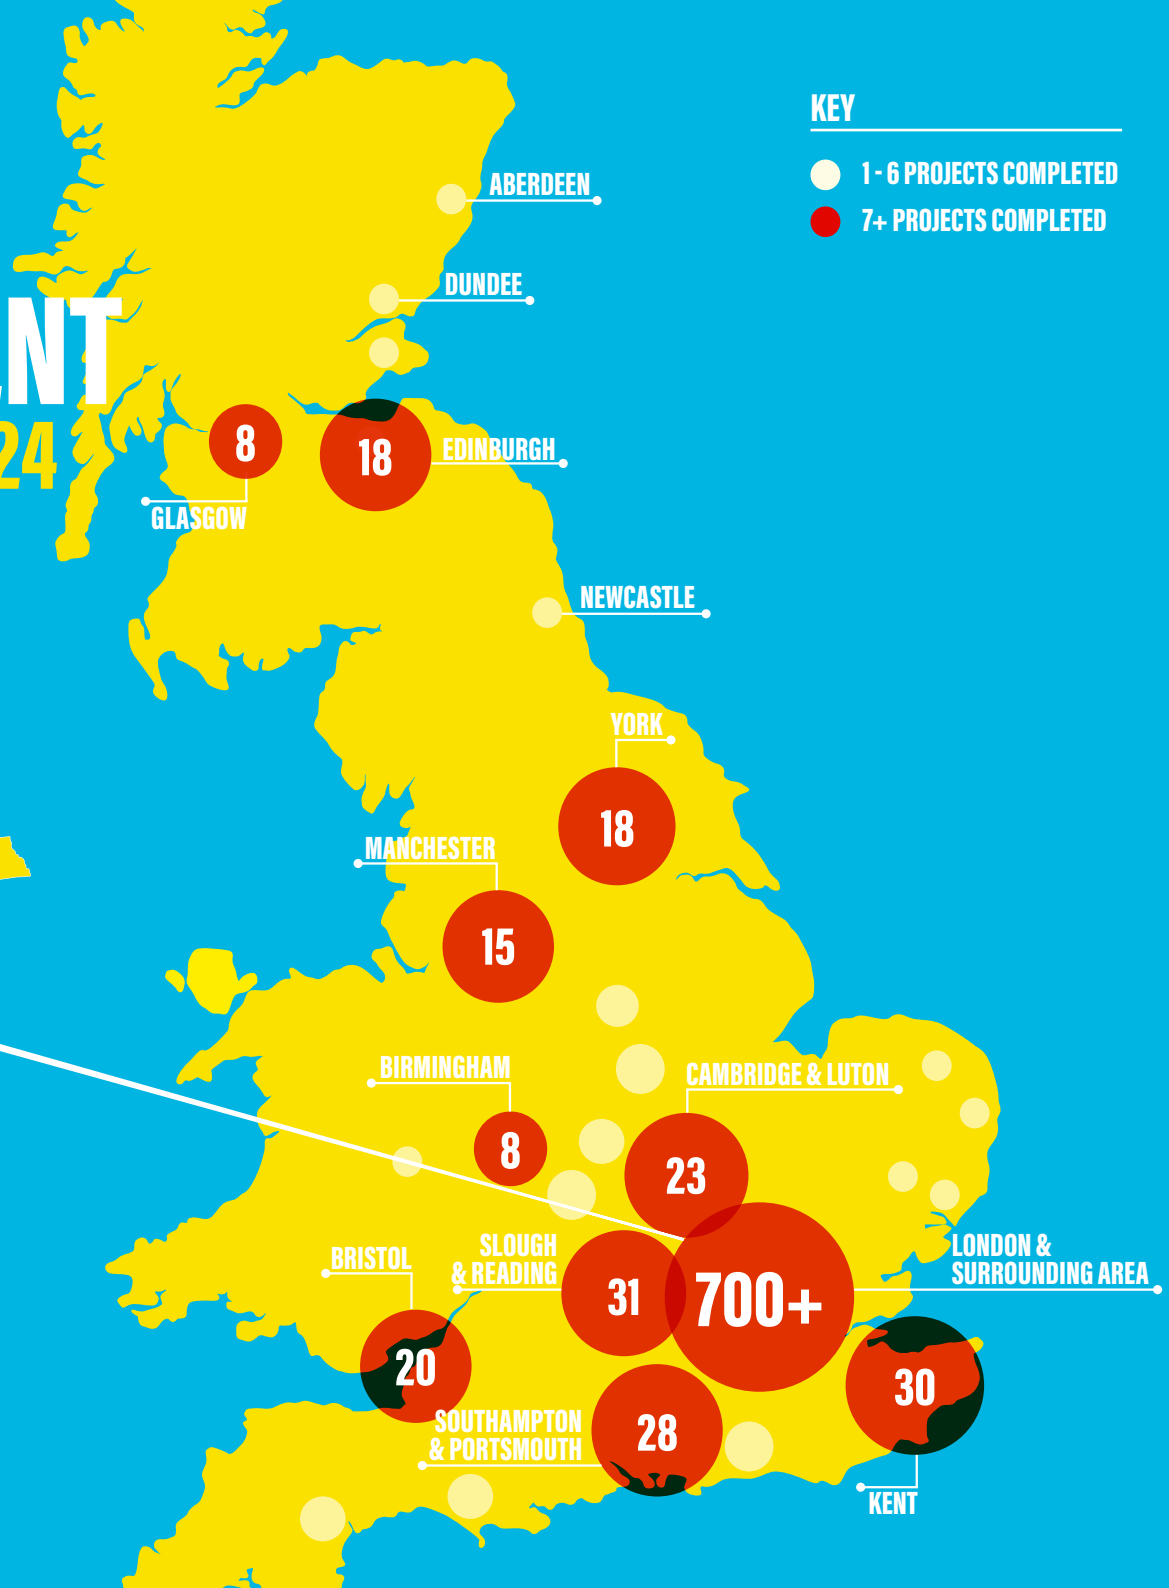 KEY
1 - 6 PROJECTS COMPLETED
7+ PROJECTS COMPLETED
ABERDEEN
DUNDEE
NT
24
8
18
EDINBURGH
GLASGOW
NEWCASTLE
YORK
18
MANCHESTER
15
BIRMINGHAM
CAMBRIDGE & LUTON
8
23
SLOUGH
& READING
LONDON &
SURROUNDING AREA
BRISTOL
31
700+
20
30
SOUTHAMPTON
& PORTSMOUTH
28
KENT